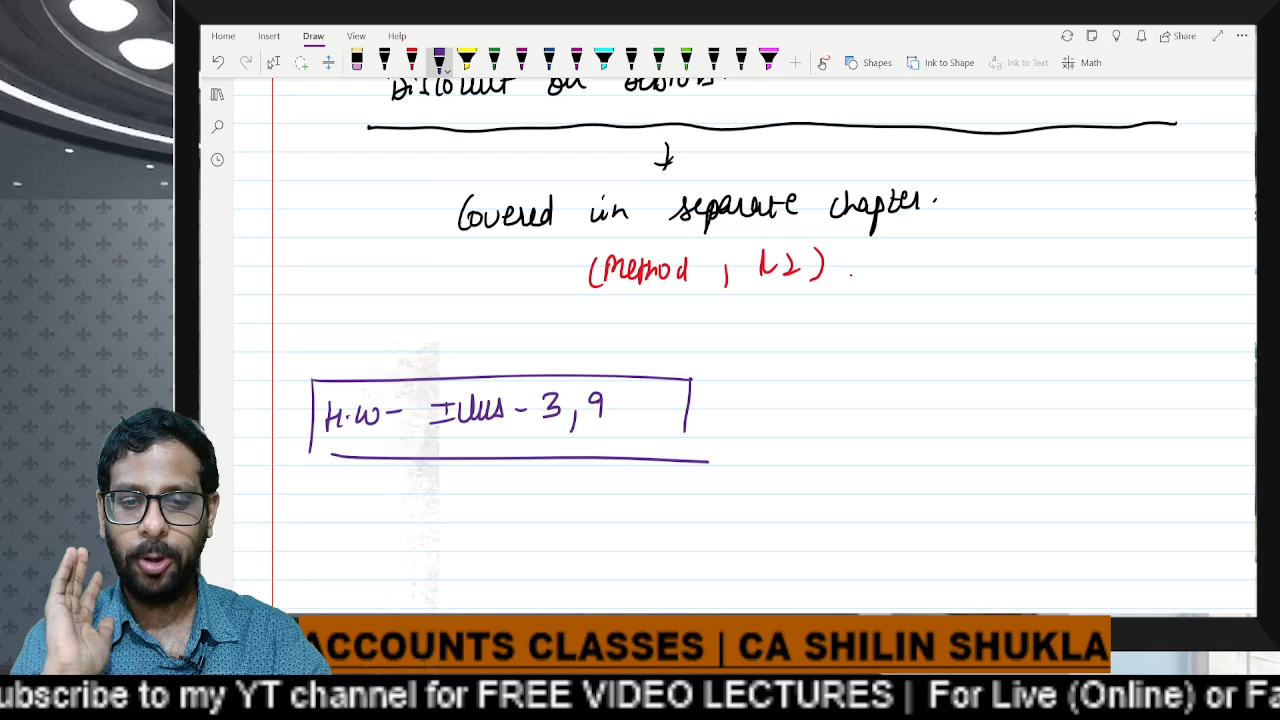 Home Insert Draw View Help
Share
Shapes Ink to Shape Ink to Text Math
Covered in separate chapter.
(Method, L2).
H.W- Illus - 3, 9
ACCOUNTS CLASSES | CA SHILIN SHUKLA
ubscribe to my YT channel for FREE VIDEO LECTURES | For Live (Online) or Fa